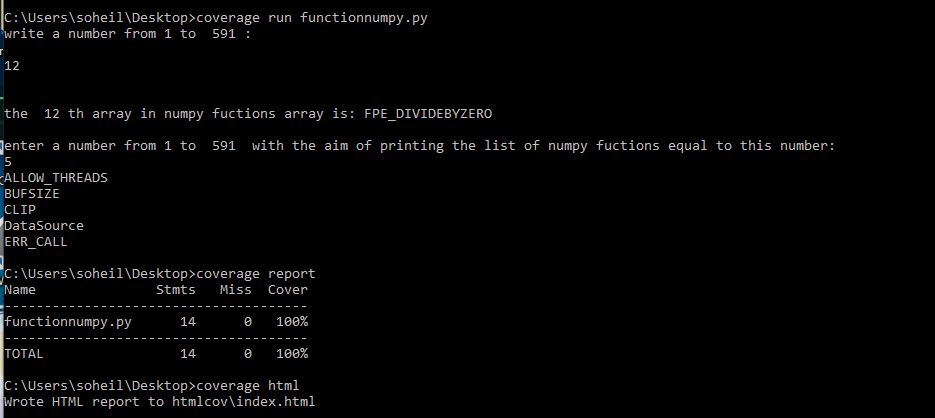 C:\Users\soheil\Desktop>coverage run functionnumpy.py
write a number from 1 to  591 :
12
the  12 th array in numpy fuctions array is: FPE_DIVIDEBYZERO
enter a number from 1 to  591  with the aim of printing the list of numpy fuctions equal to this number:
5
ALLOW_THREADS
BUFSIZE
CLIP
DataSource
ERR_CALL
C:\Users\soheil\Desktop>coverage report
Name               Stmts   Miss  Cover
--------------------------------------
functionnumpy.py      14      0   100%
--------------------------------------
TOTAL                 14      0   100%
C:\Users\soheil\Desktop>coverage html
Wrote HTML report to htmlcov\index.html